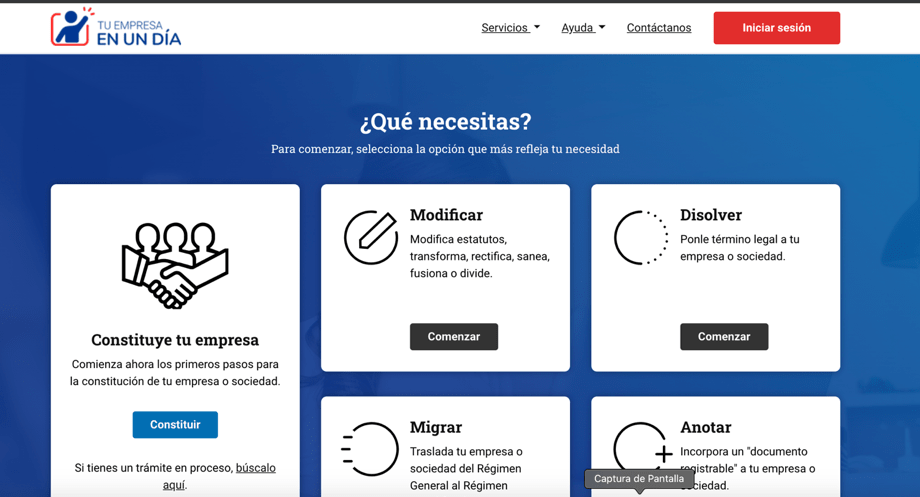 TU EMPRESA
EN UN DÍA
Servicios
Ayuda
Contáctanos
Iniciar sesión
¿Qué necesitas?
Para comenzar, selecciona la opción que más refleja tu necesidad
Constituye tu empresa
Comienza ahora los primeros pasos para
la constitución de tu empresa o sociedad.
Constituir
Si tienes un trámite en proceso, búscalo
aquí.
Modificar
Modifica estatutos,
transforma, rectifica, sanea,
fusiona o divide.
Comenzar
Disolver
Ponle término legal a tu
empresa o sociedad.
Comenzar
Migrar
Traslada tu empresa o
sociedad del Régimen
General al Régimen
Anotar
Incorpora un "documento
registrable" a tu empresa o
sociedad.
Captura de Pantalla